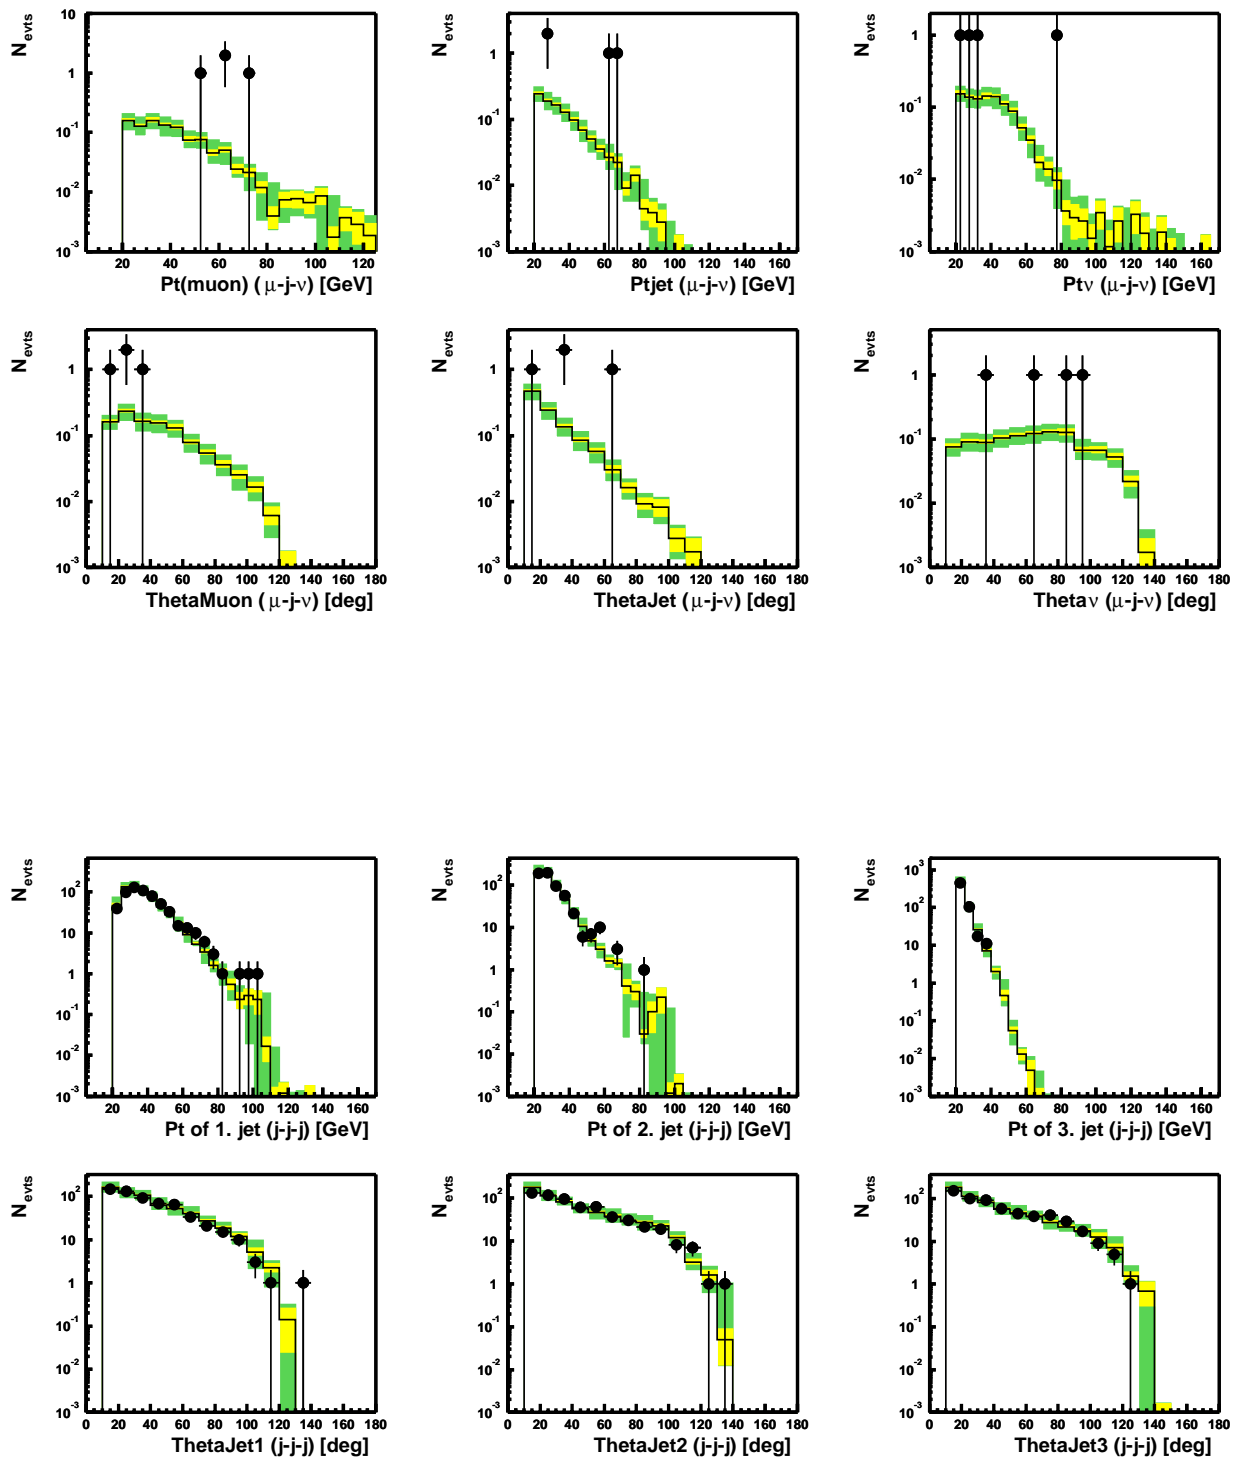 N_evts
10
1
10^-1
10^-2
10^-3
20 40 60 80 100 120
Pt(muon) (μ-j-ν) [GeV]
N_evts
1
10^-1
10^-2
10^-3
20 40 60 80 100 120 140 160 180
Ptjet (μ-j-ν) [GeV]
N_evts
1
10^-1
10^-2
10^-3
20 40 60 80 100 120 140 160
Ptν (μ-j-ν) [GeV]
N_evts
1
10^-1
10^-2
10^-3
0 20 40 60 80 100 120 140 160 180
ThetaMuon (μ-j-ν) [deg]
N_evts
1
10^-1
10^-2
10^-3
0 20 40 60 80 100 120 140 160 180
ThetaJet (μ-j-ν) [deg]
N_evts
1
10^-1
10^-2
10^-3
0 20 40 60 80 100 120 140 160 180
Thetaν (μ-j-ν) [deg]
N_evts
10^2
10
1
10^-1
10^-2
10^-3
20 40 60 80 100 120 140 160 180
Pt of 1. jet (j-j-j) [GeV]
N_evts
10^2
10
1
10^-1
10^-2
10^-3
20 40 60 80 100 120 140 160 180
Pt of 2. jet (j-j-j) [GeV]
N_evts
10^3
10^2
10
1
10^-1
10^-2
10^-3
20 40 60 80 100 120 140 160 180
Pt of 3. jet (j-j-j) [GeV]
N_evts
10^2
10
1
10^-1
10^-2
10^-3
0 20 40 60 80 100 120 140 160 180
ThetaJet1 (j-j-j) [deg]
N_evts
10^2
10
1
10^-1
10^-2
10^-3
0 20 40 60 80 100 120 140 160 180
ThetaJet2 (j-j-j) [deg]
N_evts
10^2
10
1
10^-1
10^-2
10^-3
0 20 40 60 80 100 120 140 160 180
ThetaJet3 (j-j-j) [deg]